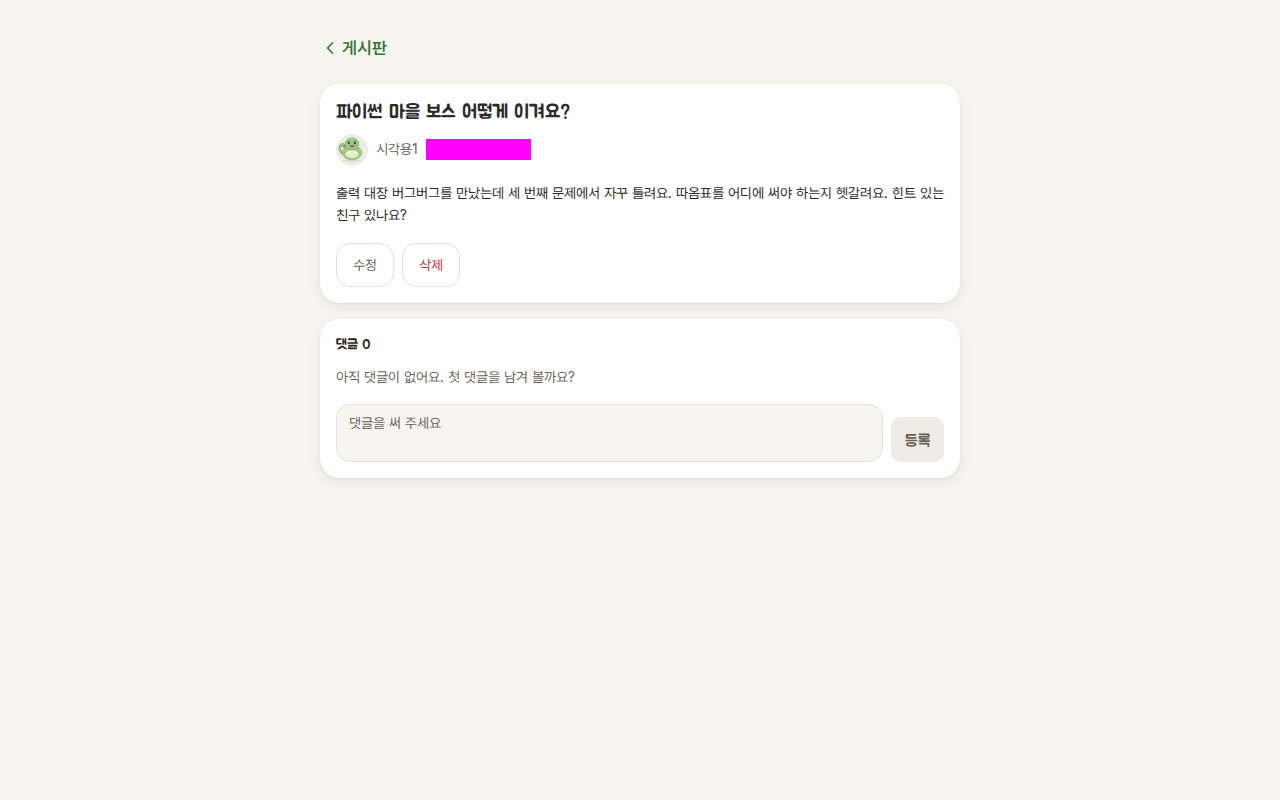 게시판
파이썬 마을 보스 어떻게 이겨요?
시각용1
출력 대장 버그버그를 만났는데 세 번째 문제에서 자꾸 틀려요. 따옴표를 어디에 써야 하는지 헷갈려요. 힌트 있는
친구 있나요?
수정 삭제
댓글 0
아직 댓글이 없어요. 첫 댓글을 남겨 볼까요?
댓글을 써 주세요
등록